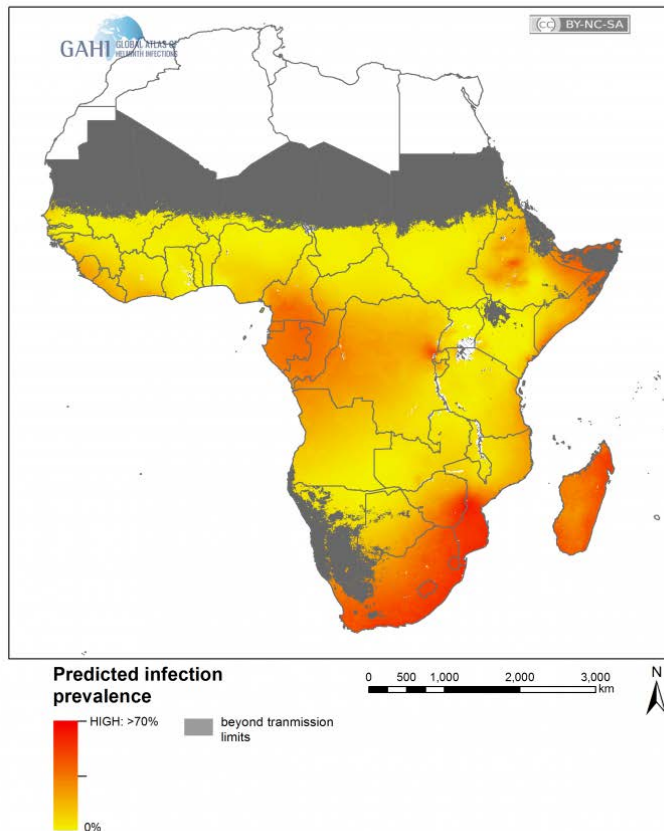 GAHI GLOBAL ATLAS OF
HELMINTH INFECTIONS
cc BY-NC-SA
Predicted infection
prevalence
HIGH: >70%
0%
beyond tranmission
limits
0 500 1,000 2,000 3,000
km
N